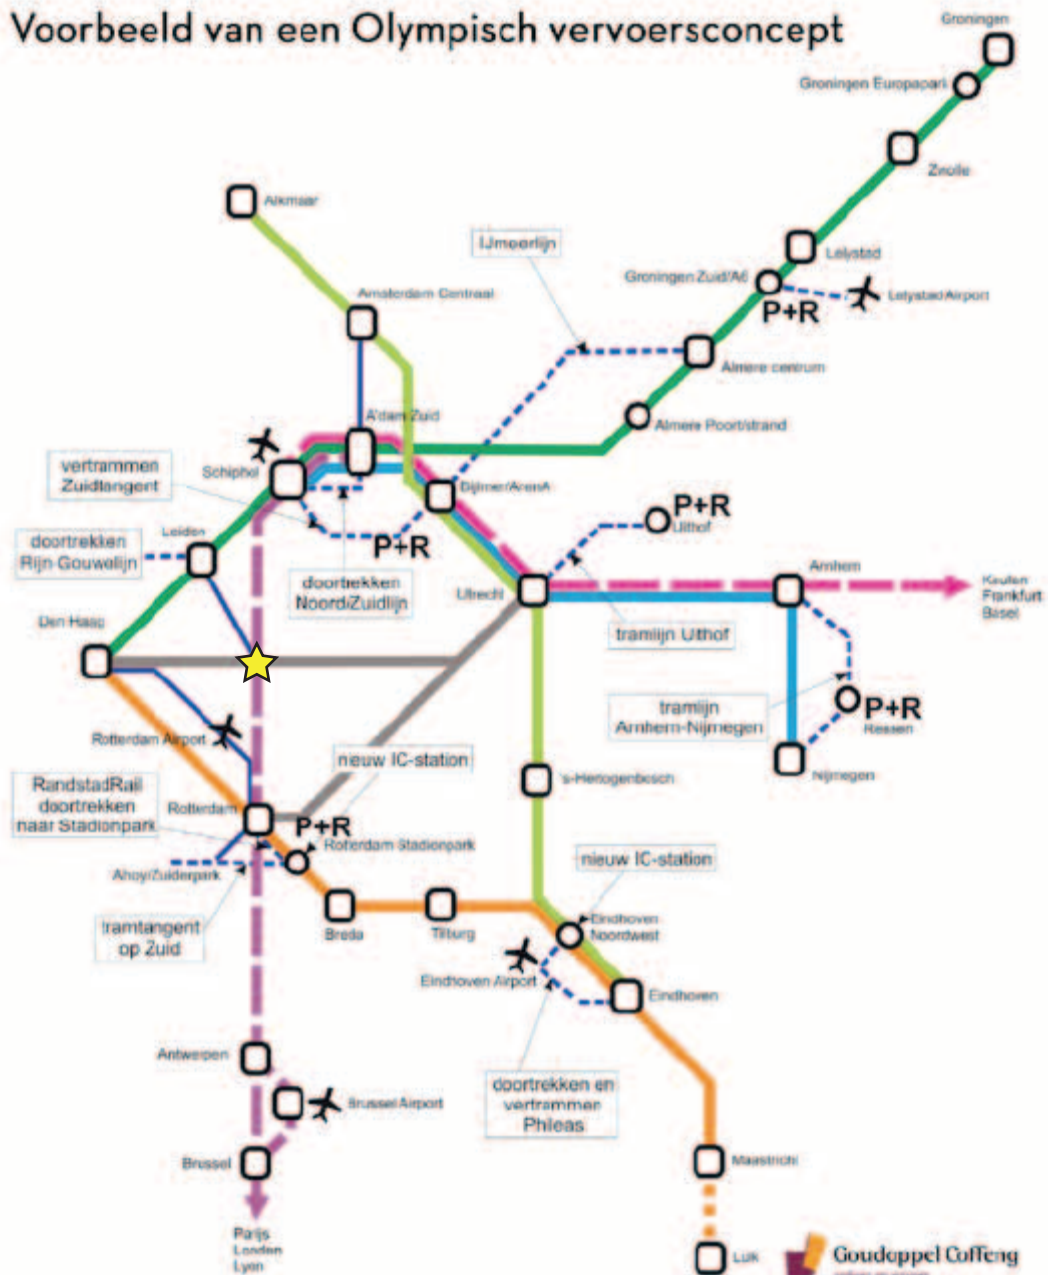 Voorbeeld van een Olympisch vervoersconcept
Groningen
Groningen Europapark
Zwolle
Alkmaar
IJmeerlijn
Lelystad
Groningen Zuid/A6
Lelystad Airport
P+R
Amsterdam Centraal
Almere centrum
A'dam Zuid
Almere Poort/strand
vertrammen
Zuidtangent
Schiphol
Bijlmer/ArenA
P+R
Uithof
Leiden
doortrekken
Rijn Gouwelijn
P+R
doortrekken
Noord/Zuidlijn
Utrecht
Arnhem
Keulen
Frankfurt
Basel
Den Haag
tramlijn Uithof
tramlijn
Arnhem-Nijmegen
P+R
Ressen
Rotterdam Airport
nieuw IC-station
's-Hertogenbosch
Nijmegen
RandstadRail
doortrekken
naar Stadionpark
Rotterdam
P+R
Rotterdam Stadionpark
Ahoy/Zuiderpark
nieuw IC-station
tramtangent
op Zuid
Breda
Tilburg
Eindhoven
Noordwest
Eindhoven Airport
Eindhoven
Antwerpen
doortrekken en
vertrammen
Phileas
Brussel Airport
Brussel
Maastricht
Parijs
Londen
Lyon
Luik
Goudappel Coffeng